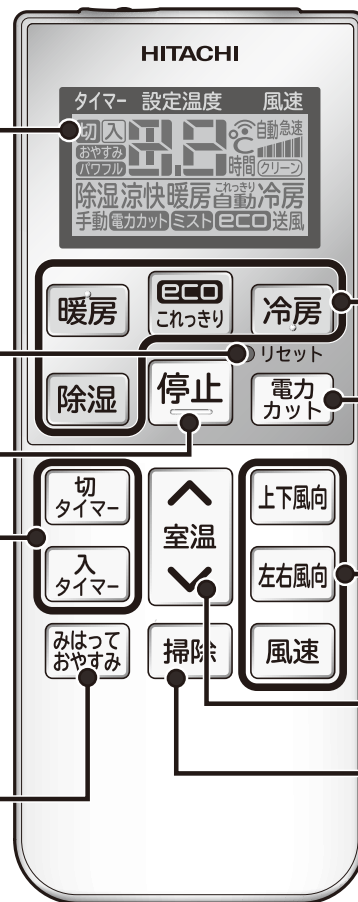 HITACHI
タイマー 設定温度 風速
切 入 8.8 ℃ 自動 急速
おやすみ
パワフル 時間 クリーン
除湿 涼快 暖房 これっきり自動 冷房
手動 電力カット ミスト eco 送風
暖房
eco
これっきり
冷房
リセット
除湿
停止
電力
カット
切
タイマー
入
タイマー
室温
上下風向
左右風向
風速
みはって
おやすみ
掃除